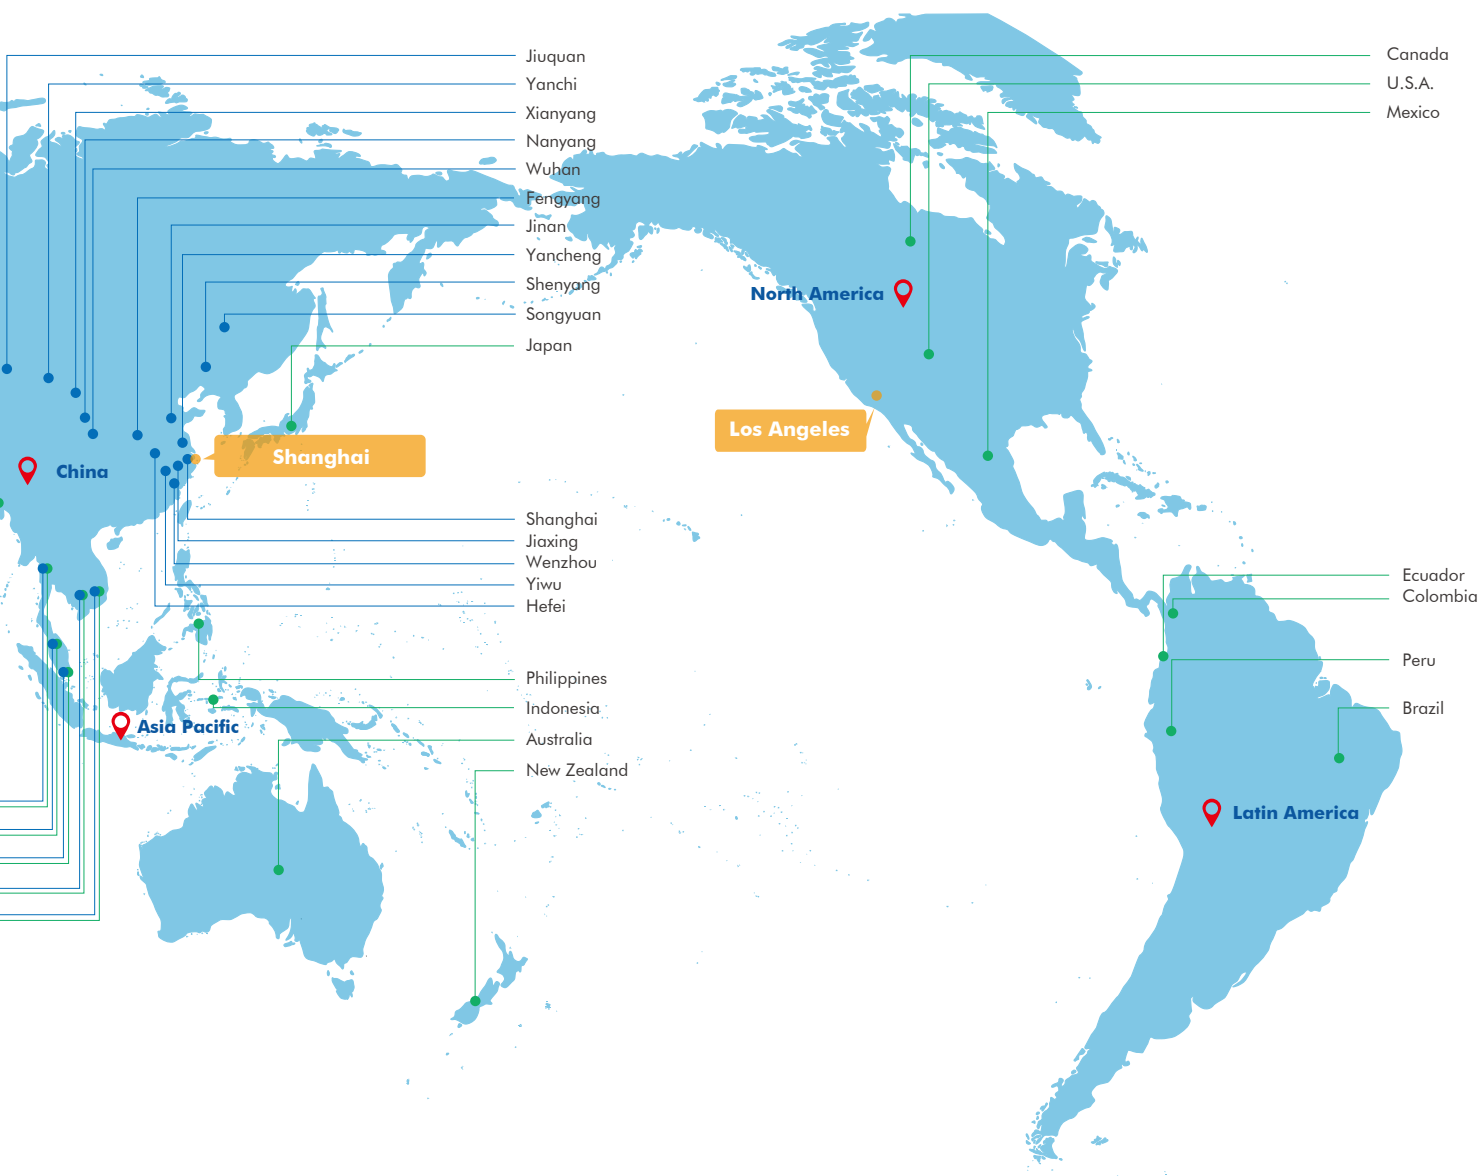 Jiuquan
Yanchi
Xianyang
Nanyang
Wuhan
Fengyang
Jinan
Yancheng
Shenyang
Songyuan
Japan
Canada
U.S.A.
Mexico
North America
Los Angeles
China
Shanghai
Shanghai
Jiaxing
Wenzhou
Yiwu
Hefei
Philippines
Indonesia
Asia Pacific
Australia
New Zealand
Ecuador
Colombia
Peru
Brazil
Latin America